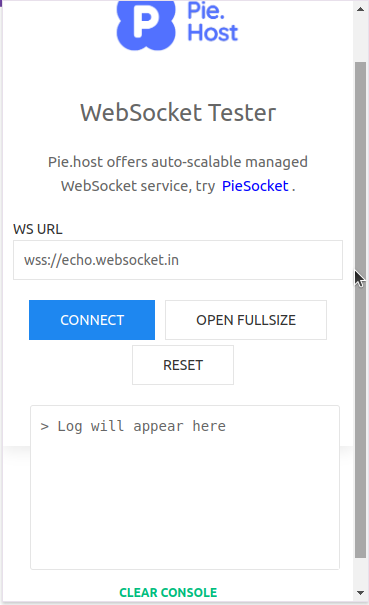 Pie.
Host
WebSocket Tester
Pie.host offers auto-scalable managed
WebSocket service, try PieSocket .
WS URL
wss://echo.websocket.in
CONNECT
OPEN FULLSIZE
RESET
> Log will appear here
CLEAR CONSOLE